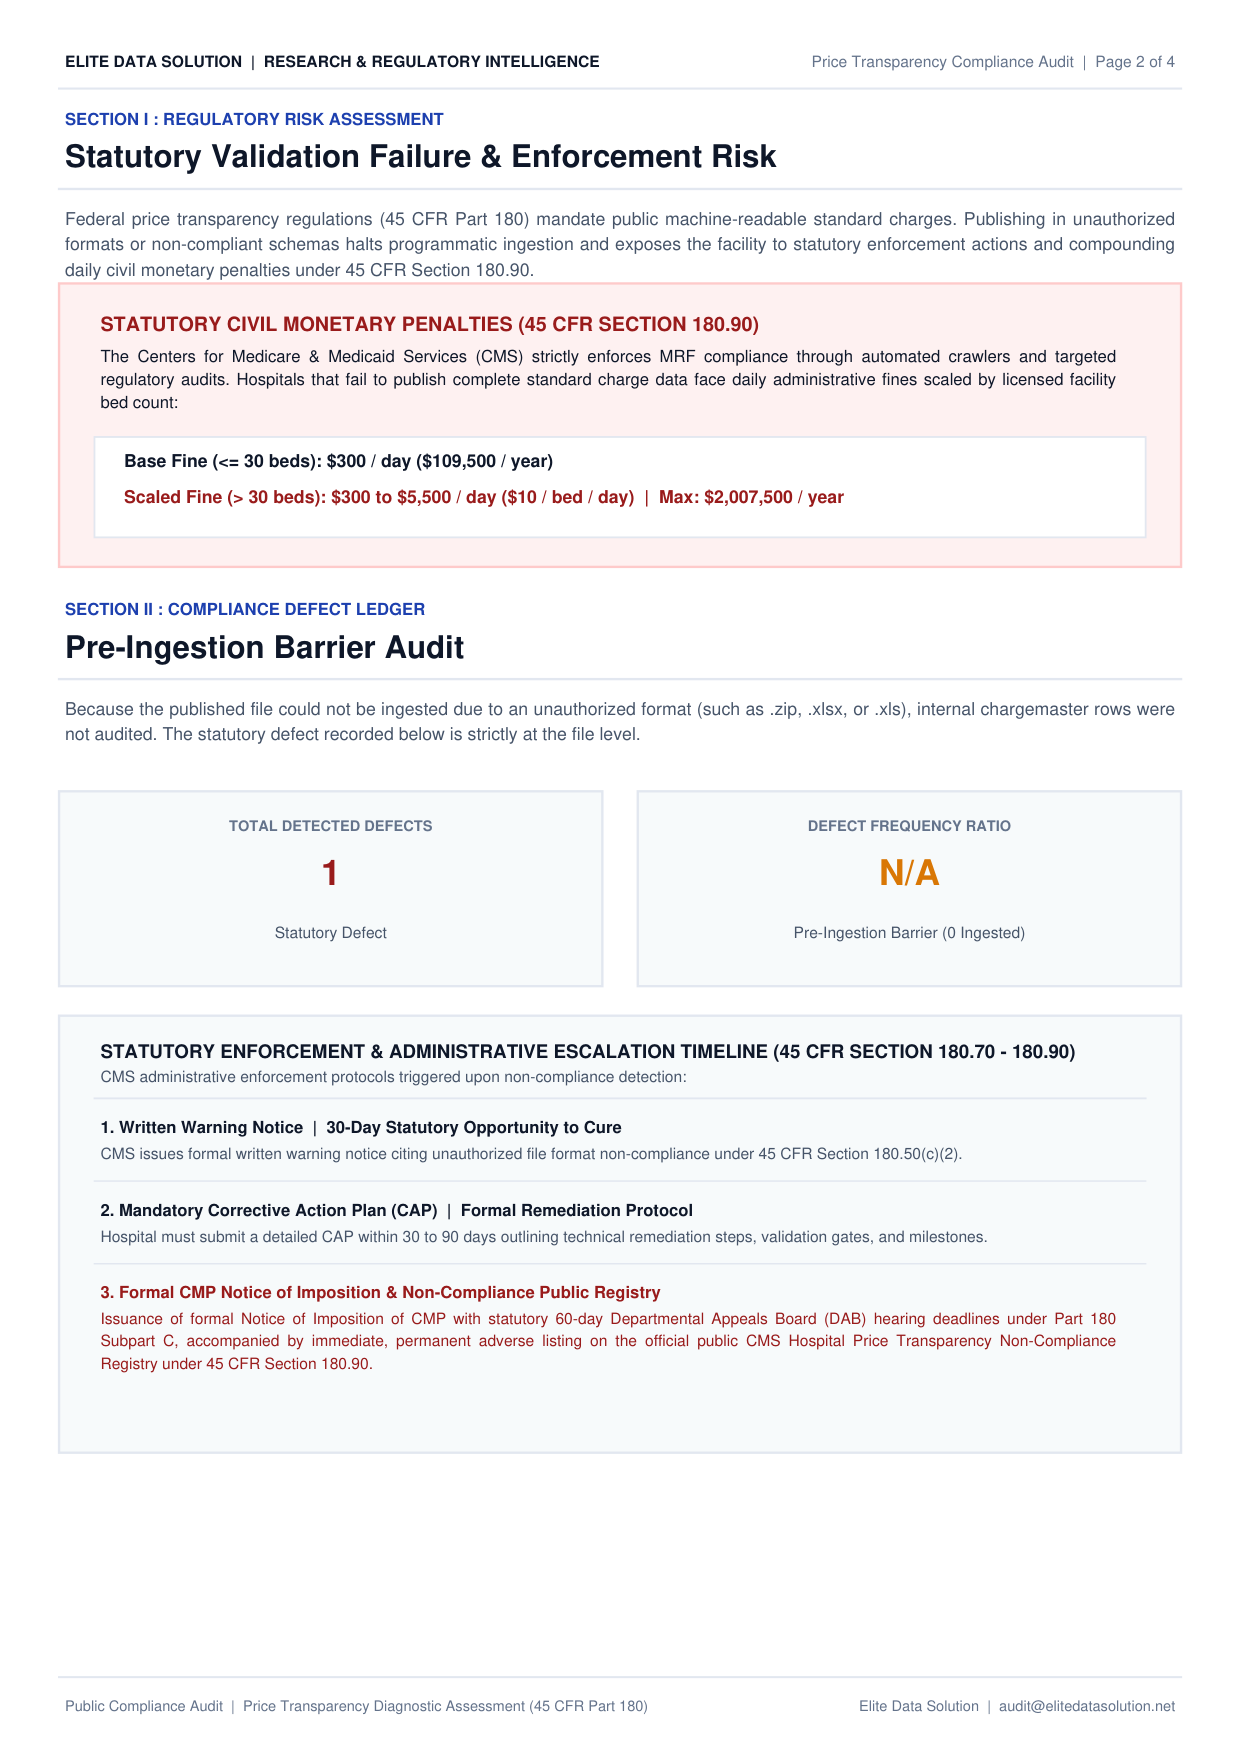 ELITE DATA SOLUTION | RESEARCH & REGULATORY INTELLIGENCE
Price Transparency Compliance Audit | Page 2 of 4
SECTION I : REGULATORY RISK ASSESSMENT
Statutory Validation Failure & Enforcement Risk
Federal price transparency regulations (45 CFR Part 180) mandate public machine-readable standard charges. Publishing in unauthorized
formats or non-compliant schemas halts programmatic ingestion and exposes the facility to statutory enforcement actions and compounding
daily civil monetary penalties under 45 CFR Section 180.90.
STATUTORY CIVIL MONETARY PENALTIES (45 CFR SECTION 180.90)
The Centers for Medicare & Medicaid Services (CMS) strictly enforces MRF compliance through automated crawlers and targeted
regulatory audits. Hospitals that fail to publish complete standard charge data face daily administrative fines scaled by licensed facility
bed count:
Base Fine (<= 30 beds): $300 / day ($109,500 / year)
Scaled Fine (> 30 beds): $300 to $5,500 / day ($10 / bed / day) | Max: $2,007,500 / year
SECTION II : COMPLIANCE DEFECT LEDGER
Pre-Ingestion Barrier Audit
Because the published file could not be ingested due to an unauthorized format (such as .zip, .xlsx, or .xls), internal chargemaster rows were
not audited. The statutory defect recorded below is strictly at the file level.
TOTAL DETECTED DEFECTS
1
Statutory Defect
DEFECT FREQUENCY RATIO
N/A
Pre-Ingestion Barrier (0 Ingested)
STATUTORY ENFORCEMENT & ADMINISTRATIVE ESCALATION TIMELINE (45 CFR SECTION 180.70 - 180.90)
CMS administrative enforcement protocols triggered upon non-compliance detection:
1. Written Warning Notice | 30-Day Statutory Opportunity to Cure
CMS issues formal written warning notice citing unauthorized file format non-compliance under 45 CFR Section 180.50(c)(2).
2. Mandatory Corrective Action Plan (CAP) | Formal Remediation Protocol
Hospital must submit a detailed CAP within 30 to 90 days outlining technical remediation steps, validation gates, and milestones.
3. Formal CMP Notice of Imposition & Non-Compliance Public Registry
Issuance of formal Notice of Imposition of CMP with statutory 60-day Departmental Appeals Board (DAB) hearing deadlines under Part 180
Subpart C, accompanied by immediate, permanent adverse listing on the official public CMS Hospital Price Transparency Non-Compliance
Registry under 45 CFR Section 180.90.
Public Compliance Audit | Price Transparency Diagnostic Assessment (45 CFR Part 180)
Elite Data Solution | audit@elitedatasolution.net